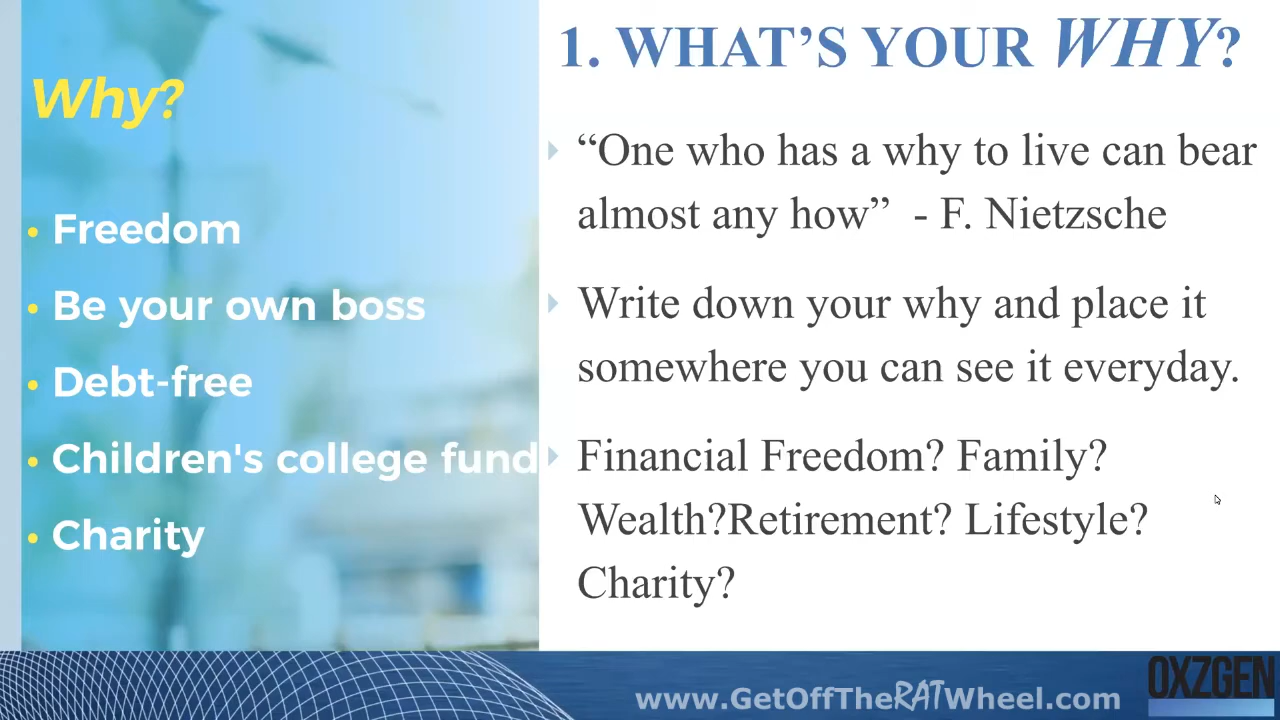 Why?
• Freedom
• Be your own boss
• Debt-free
• Children's college fund
• Charity
1. WHAT’S YOUR WHY?
“One who has a why to live can bear
almost any how”  - F. Nietzsche
Write down your why and place it
somewhere you can see it everyday.
Financial Freedom? Family?
Wealth?Retirement? Lifestyle?
Charity?
www.GetOffTheRATWheel.com
OXZGEN